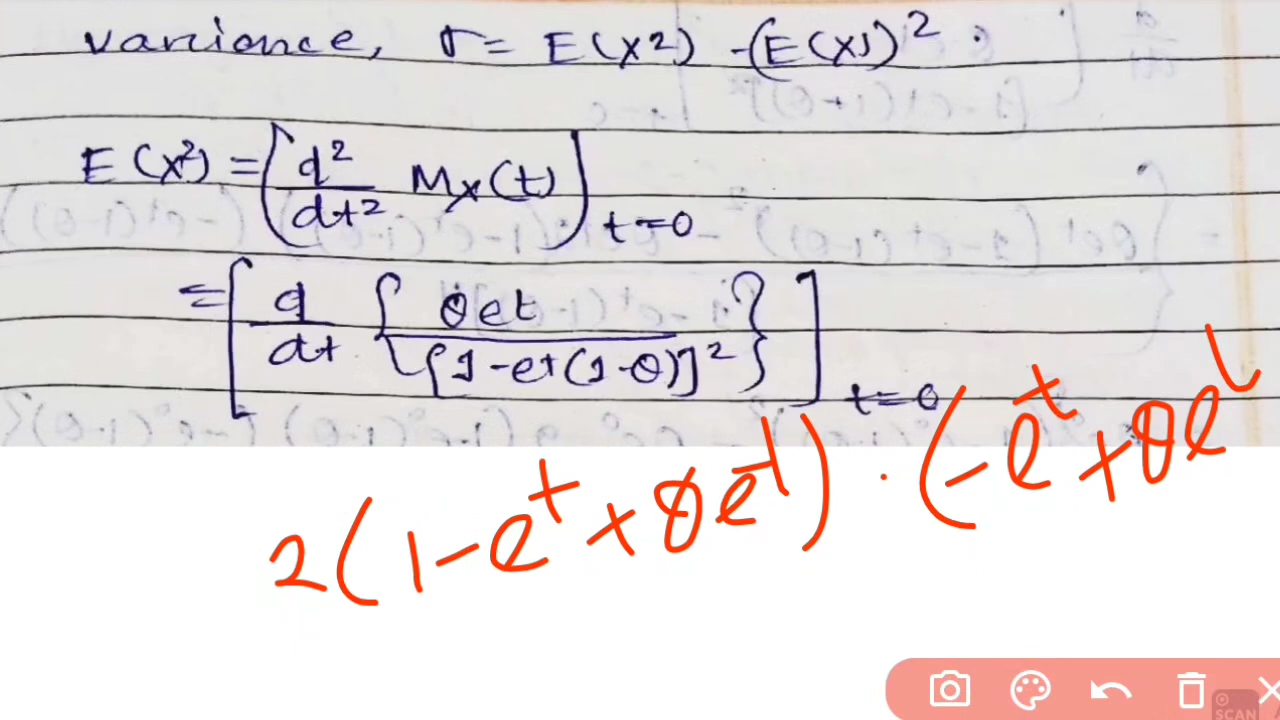 variance, σ = E(X2) - (E(X))2.
E(X2) = (d2/dt2 Mx(t)) t=0
= [d/dt {θet/[1-et(1-θ)]2}] t=0
2(1-et+θet).(-et+θet
SCAN